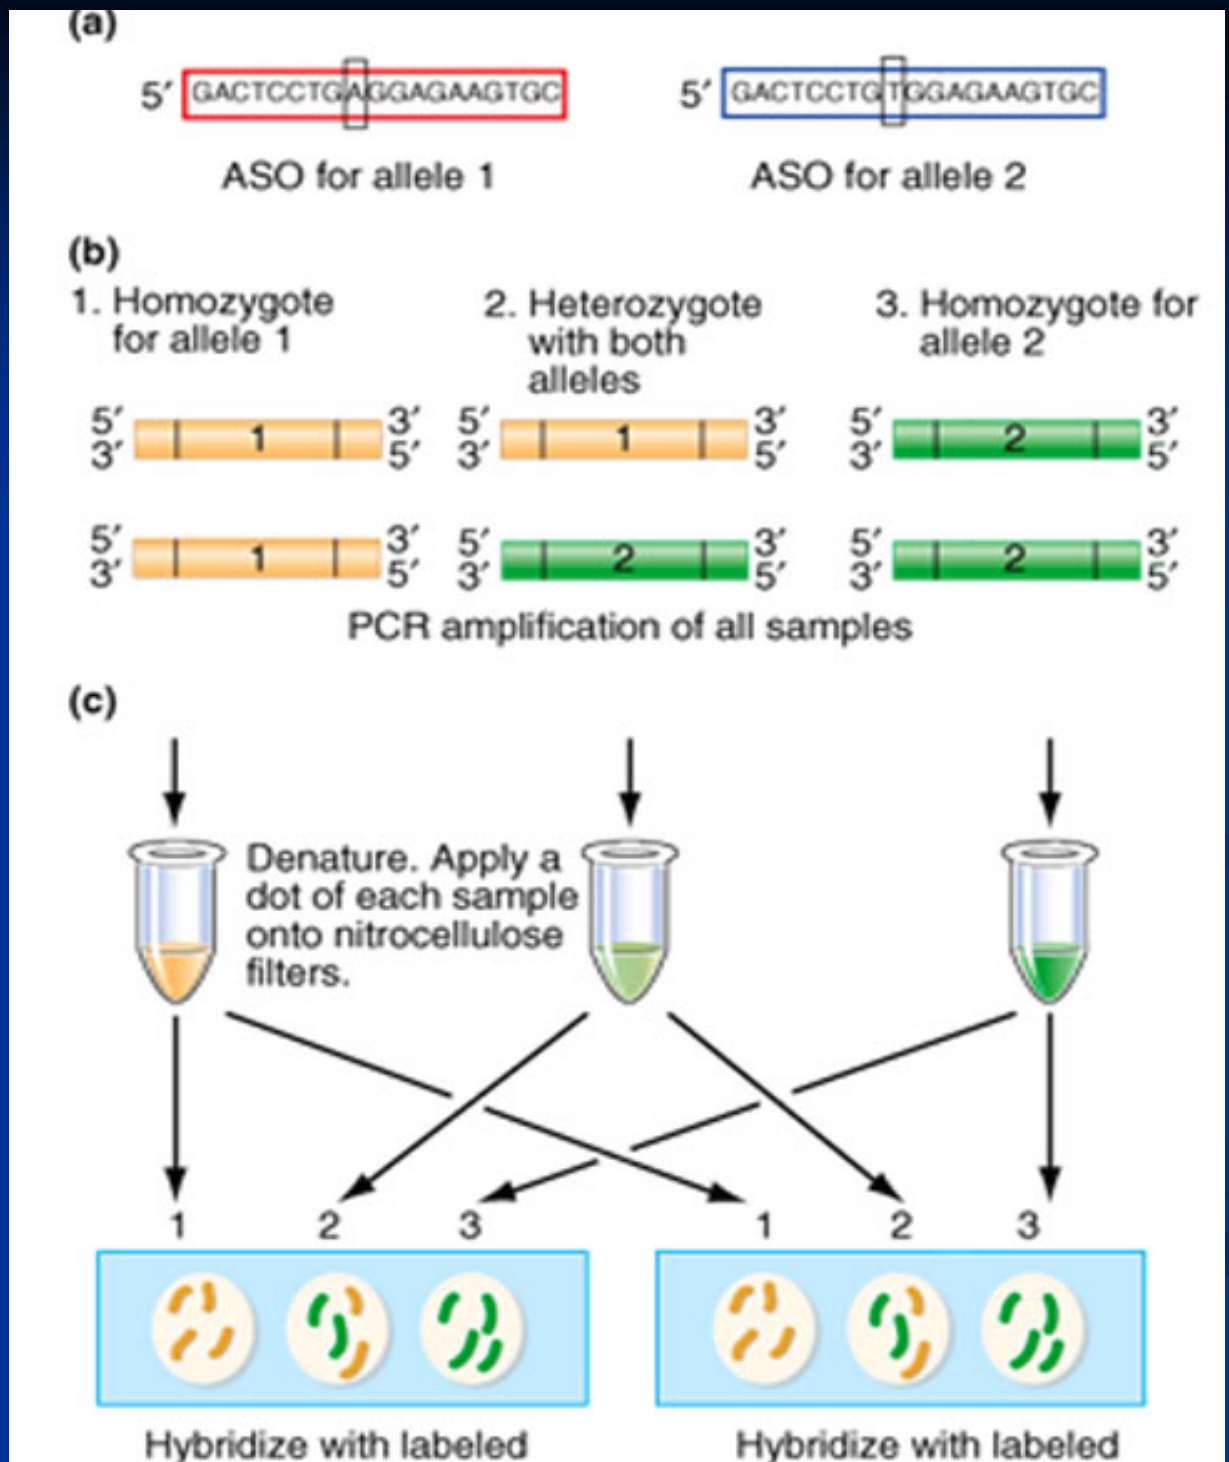 (a)
5′ GACTCCTGAGGAGAAGTGC
5′ GACTCCTGTGGAGAAGTGC
ASO for allele 1
ASO for allele 2
(b)
1. Homozygote
for allele 1
2. Heterozygote
with both
alleles
3. Homozygote for
allele 2
5′ 3′ 5′ 3′ 5′ 3′
1 1 2
3′ 5′ 3′ 5′ 3′ 5′
5′ 3′ 5′ 3′ 5′ 3′
1 2 2
3′ 5′ 3′ 5′ 3′ 5′
PCR amplification of all samples
(c)
Denature. Apply a
dot of each sample
onto nitrocellulose
filters.
1 2 3
1 2 3
Hybridize with labeled
Hybridize with labeled